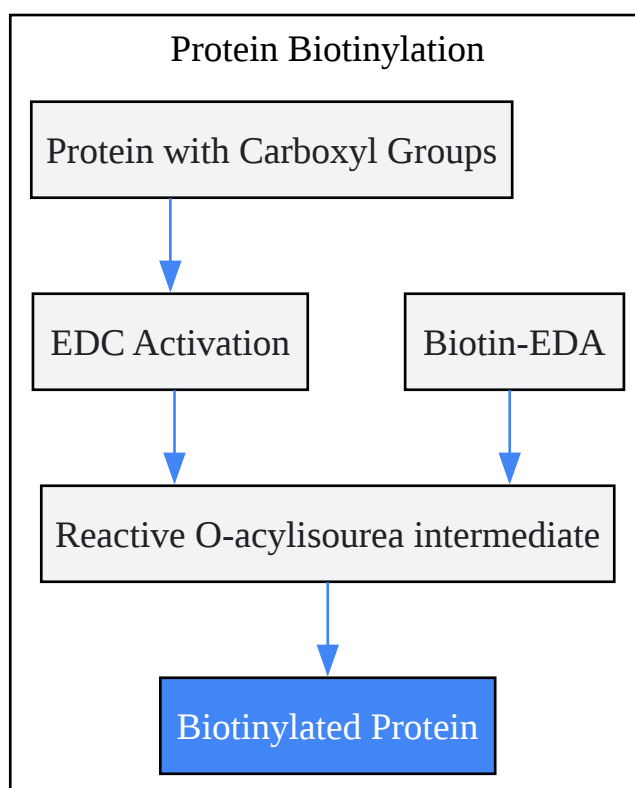 Protein Biotinylation
Protein with Carboxyl Groups
EDC Activation
Biotin-EDA
Reactive O-acylisourea intermediate
Biotinylated Protein